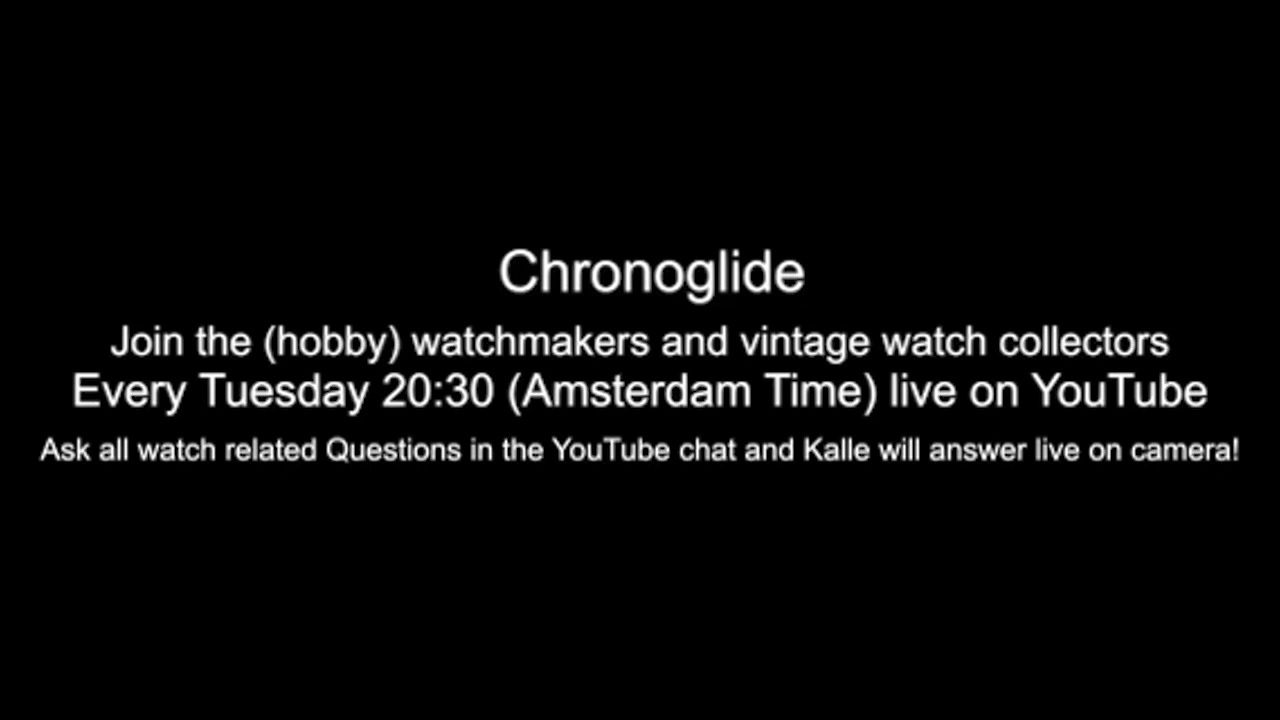 Chronoglide
Join the (hobby) watchmakers and vintage watch collectors
Every Tuesday 20:30 (Amsterdam Time) live on YouTube
Ask all watch related Questions in the YouTube chat and Kalle will answer live on camera!